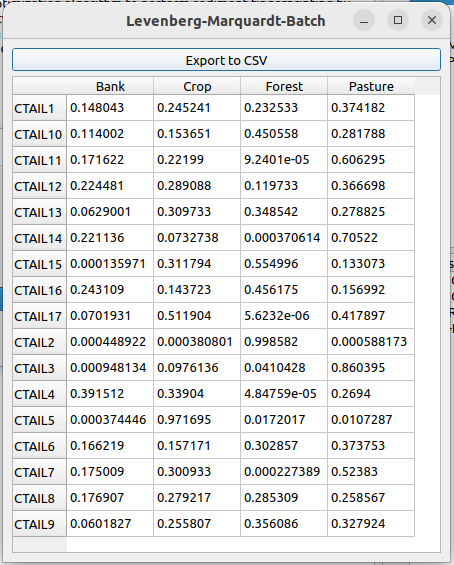 Levenberg-Marquardt-Batch
Export to CSV
Bank Crop Forest Pasture
CTAIL1 0.148043 0.245241 0.232533 0.374182
CTAIL10 0.114002 0.153651 0.450558 0.281788
CTAIL11 0.171622 0.22199 9.2401e-05 0.606295
CTAIL12 0.224481 0.289088 0.119733 0.366698
CTAIL13 0.0629001 0.309733 0.348542 0.278825
CTAIL14 0.221136 0.0732738 0.000370614 0.70522
CTAIL15 0.000135971 0.311794 0.554996 0.133073
CTAIL16 0.243109 0.143723 0.456175 0.156992
CTAIL17 0.0701931 0.511904 5.6232e-06 0.417897
CTAIL2 0.000448922 0.000380801 0.998582 0.000588173
CTAIL3 0.000948134 0.0976136 0.0410428 0.860395
CTAIL4 0.391512 0.33904 4.84759e-05 0.2694
CTAIL5 0.000374446 0.971695 0.0172017 0.0107287
CTAIL6 0.166219 0.157171 0.302857 0.373753
CTAIL7 0.175009 0.300933 0.000227389 0.52383
CTAIL8 0.176907 0.279217 0.285309 0.258567
CTAIL9 0.0601827 0.255807 0.356086 0.327924